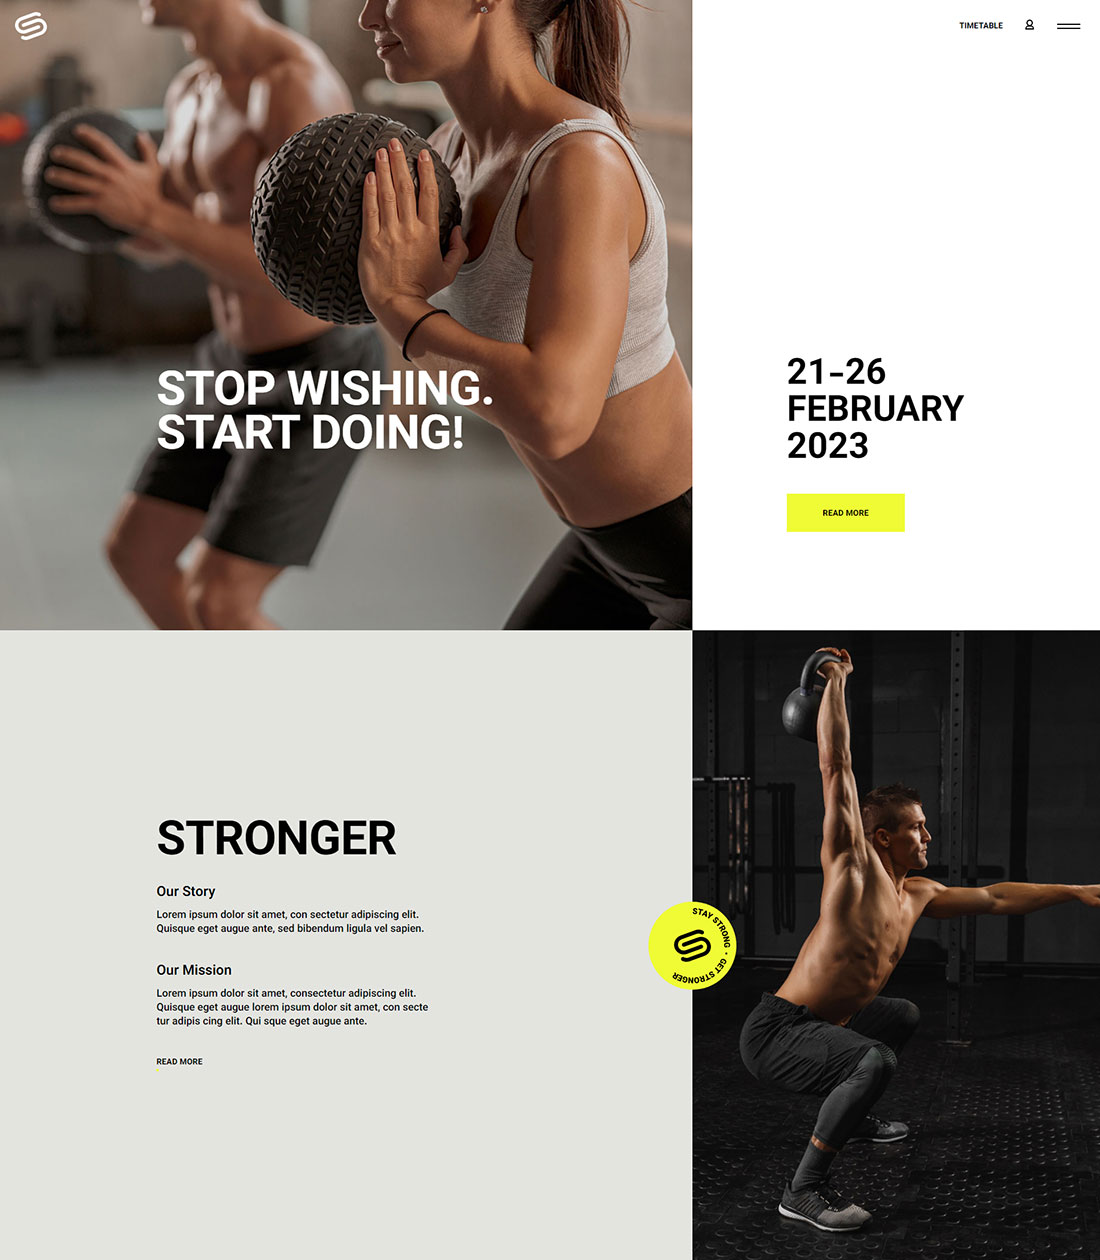 TIMETABLE
STOP WISHING.
START DOING!
21-26
FEBRUARY
2023
READ MORE
STRONGER
Our Story
Lorem ipsum dolor sit amet, con sectetur adipiscing elit.
Quisque eget augue ante, sed bibendum ligula vel sapien.
Our Mission
Lorem ipsum dolor sit amet, consectetur adipiscing elit.
Quisque eget augue lorem ipsum dolor sit amet, con secte
tur adipis cing elit. Qui sque eget augue ante.
READ MORE
STAY STRONG • GET STRONGER